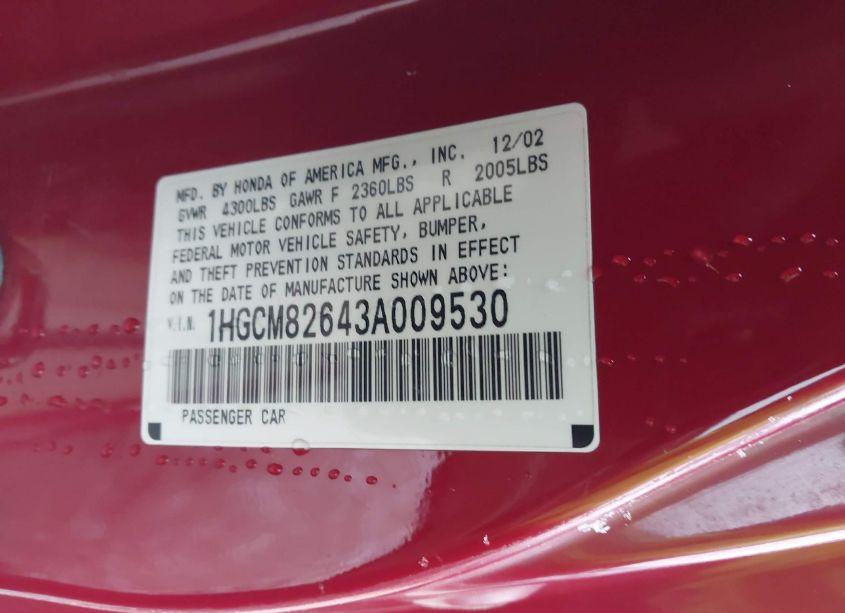 MFD. BY HONDA OF AMERICA MFG., INC. 12/02
GVWR 4300LBS GAWR F 2360LBS R 2005LBS
THIS VEHICLE CONFORMS TO ALL APPLICABLE
FEDERAL MOTOR VEHICLE SAFETY, BUMPER,
AND THEFT PREVENTION STANDARDS IN EFFECT
ON THE DATE OF MANUFACTURE SHOWN ABOVE:
V.I.N. 1HGCM82643A009530
PASSENGER CAR